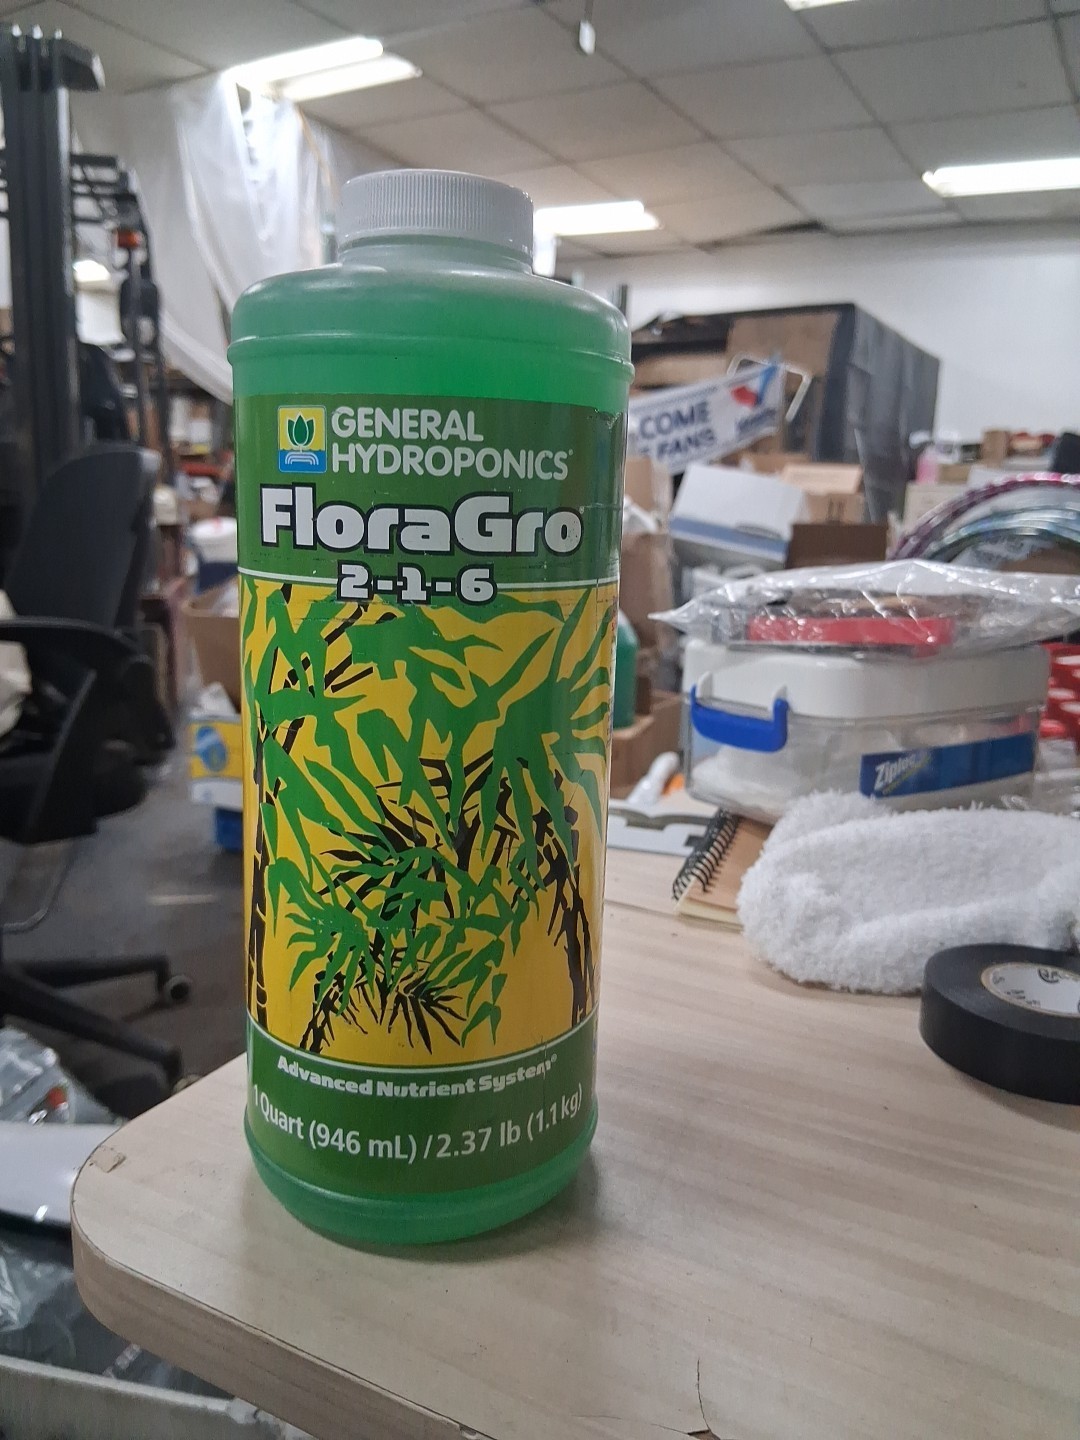 GENERAL
HYDROPONICS
FloraGro
2-1-6
Advanced Nutrient System®
1 Quart (946 mL) / 2.37 lb (1.1 kg)
COME
FANS
Ziploc